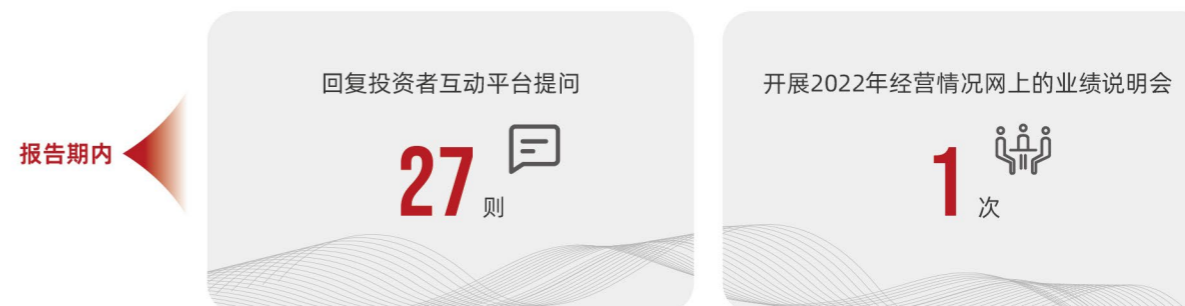 报告期内
回复投资者互动平台提问
27 则
开展2022年经营情况网上的业绩说明会
1 次